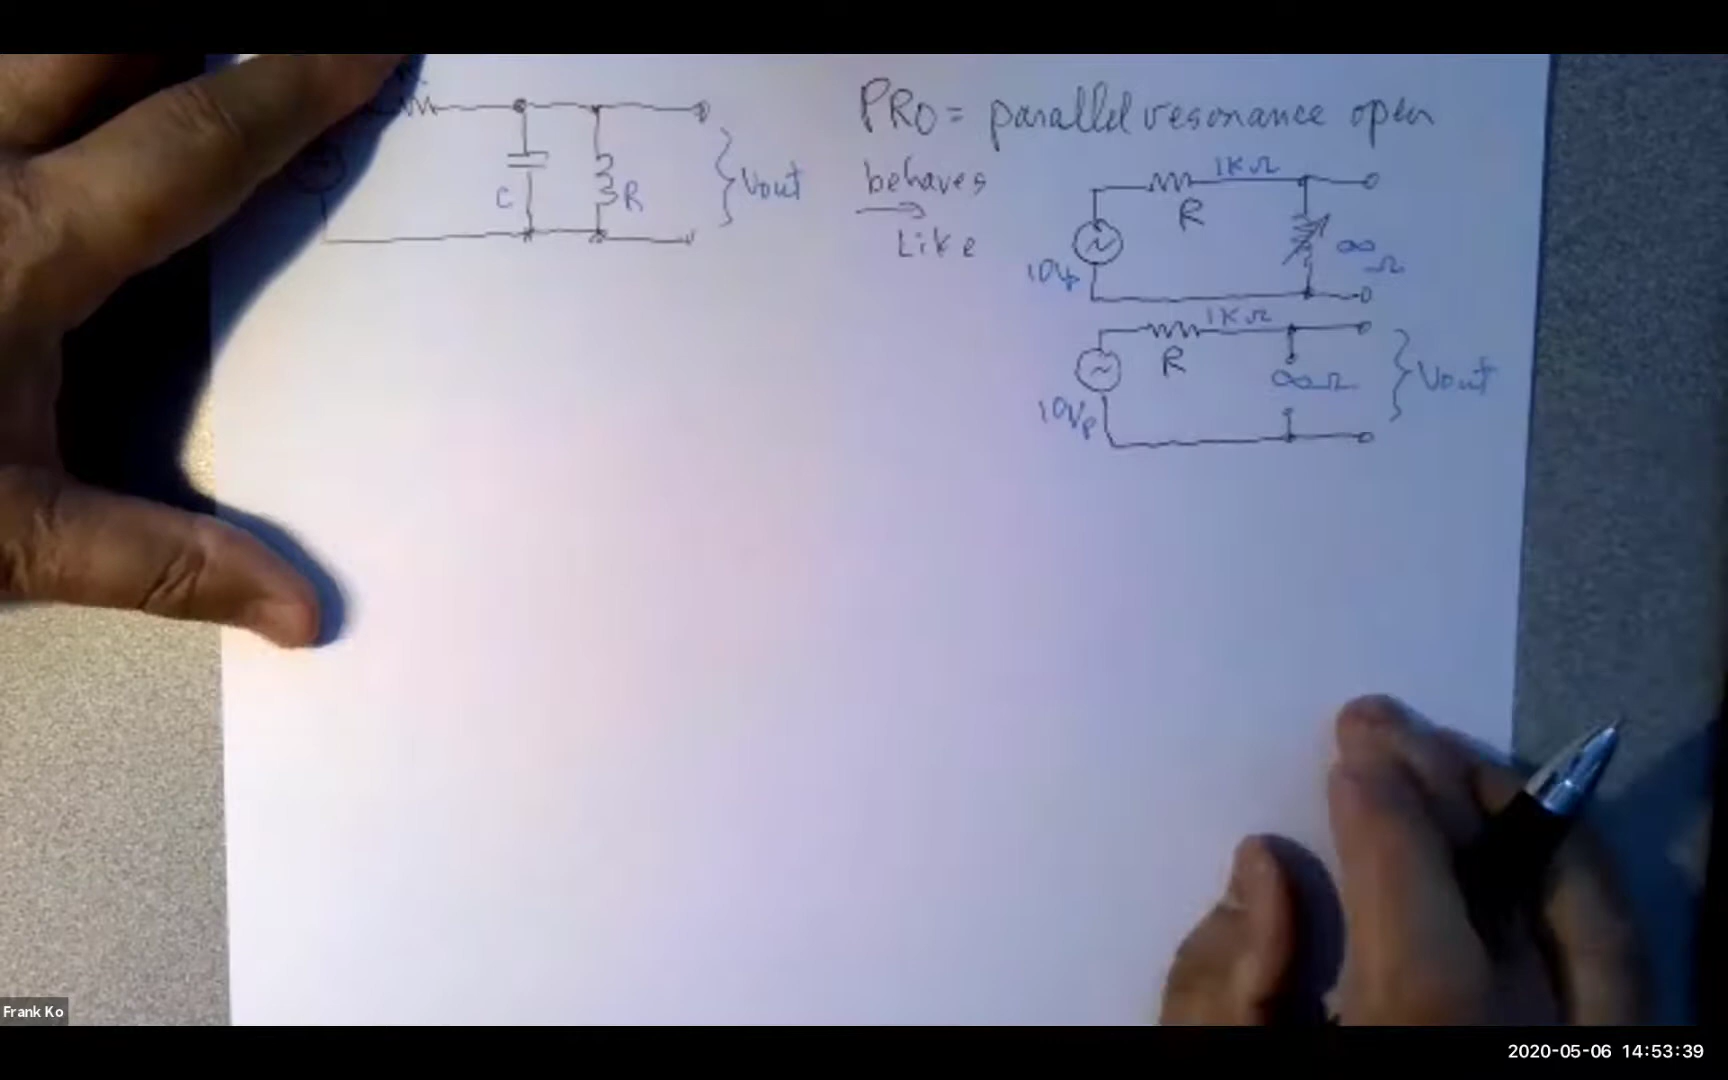 PRO = parallel resonance open
C
R
Vout
behaves
Like
1KΩ
R
10Vp
∞
Ω
1KΩ
R
10Vp
∞Ω
Vout
Frank Ko
2020-05-06 14:53:39